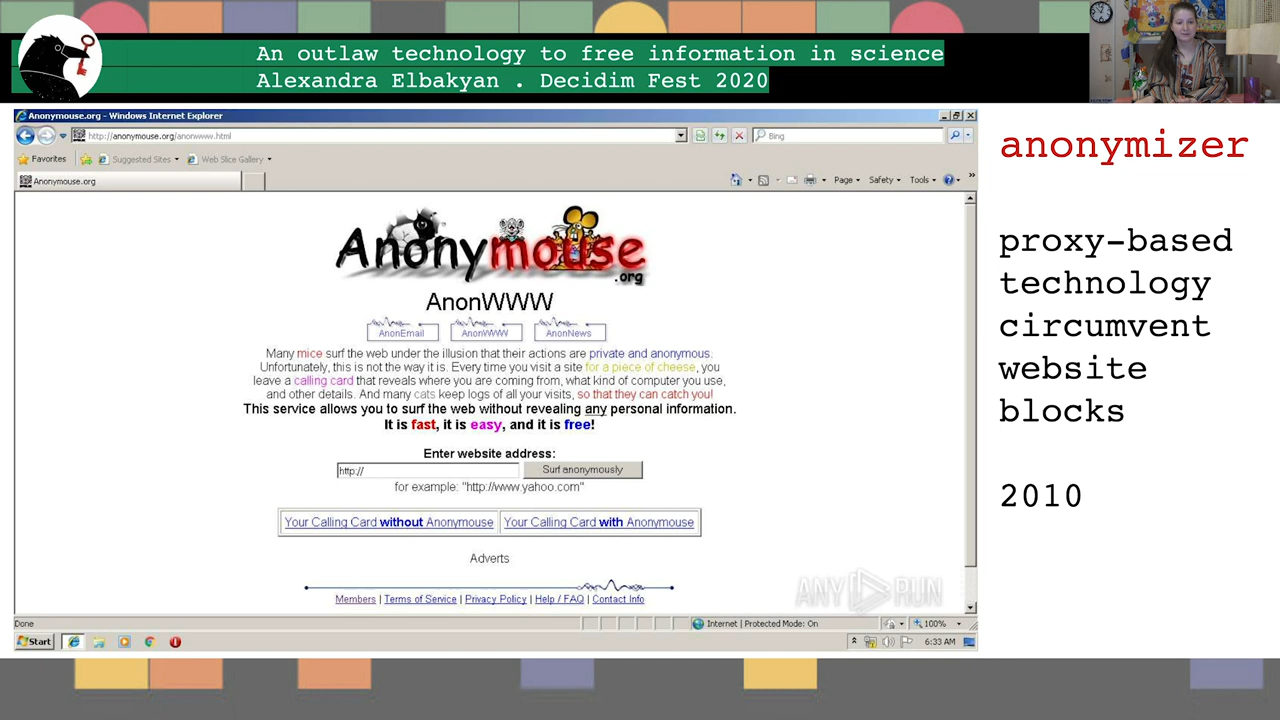 An outlaw technology to free information in science
Alexandra Elbakyan . Decidim Fest 2020
Anonymouse.org - Windows Internet Explorer
http://anonymouse.org/anonwww.html
Bing
Favorites
Suggested Sites
Web Slice Gallery
Anonymouse.org
Page
Safety
Tools
Anonymouse
.org
AnonWWW
AnonEmail
AnonWWW
AnonNews
Many mice surf the web under the illusion that their actions are private and anonymous.
Unfortunately, this is not the way it is. Every time you visit a site for a piece of cheese, you
leave a calling card that reveals where you are coming from, what kind of computer you use,
and other details. And many cats keep logs of all your visits, so that they can catch you!
This service allows you to surf the web without revealing any personal information.
It is fast, it is easy, and it is free!
Enter website address:
http://
Surf anonymously
for example: "http://www.yahoo.com"
Your Calling Card without Anonymouse
Your Calling Card with Anonymouse
Adverts
Members | Terms of Service | Privacy Policy | Help / FAQ | Contact Info
ANY RUN
Done
Internet | Protected Mode: On
100%
Start
6:33 AM
anonymizer
proxy-based
technology
circumvent
website
blocks
2010